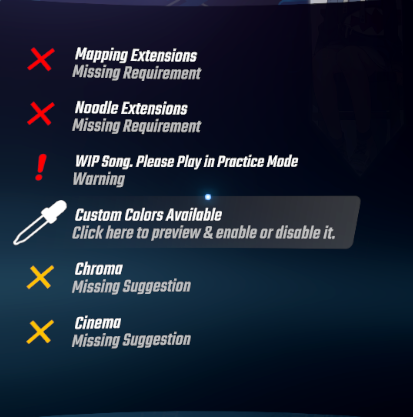 Mapping Extensions
Missing Requirement
Noodle Extensions
Missing Requirement
WIP Song. Please Play in Practice Mode
Warning
Custom Colors Available
Click here to preview & enable or disable it.
Chroma
Missing Suggestion
Cinema
Missing Suggestion